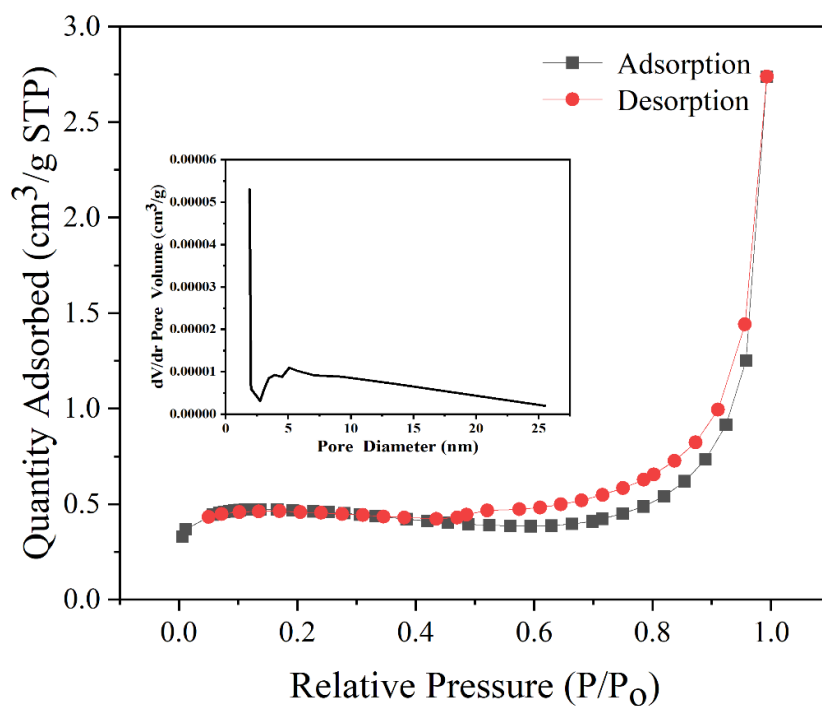 3.0
2.5
2.0
1.5
1.0
0.5
0.0
Quantity Adsorbed (cm³/g STP)
Adsorption
Desorption
0.00006
0.00005
0.00004
0.00003
0.00002
0.00001
0.00000
dV/dr Pore Volume (cm³/g)
0 5 10 15 20 25
Pore Diameter (nm)
0.0 0.2 0.4 0.6 0.8 1.0
Relative Pressure (P/Pₒ)